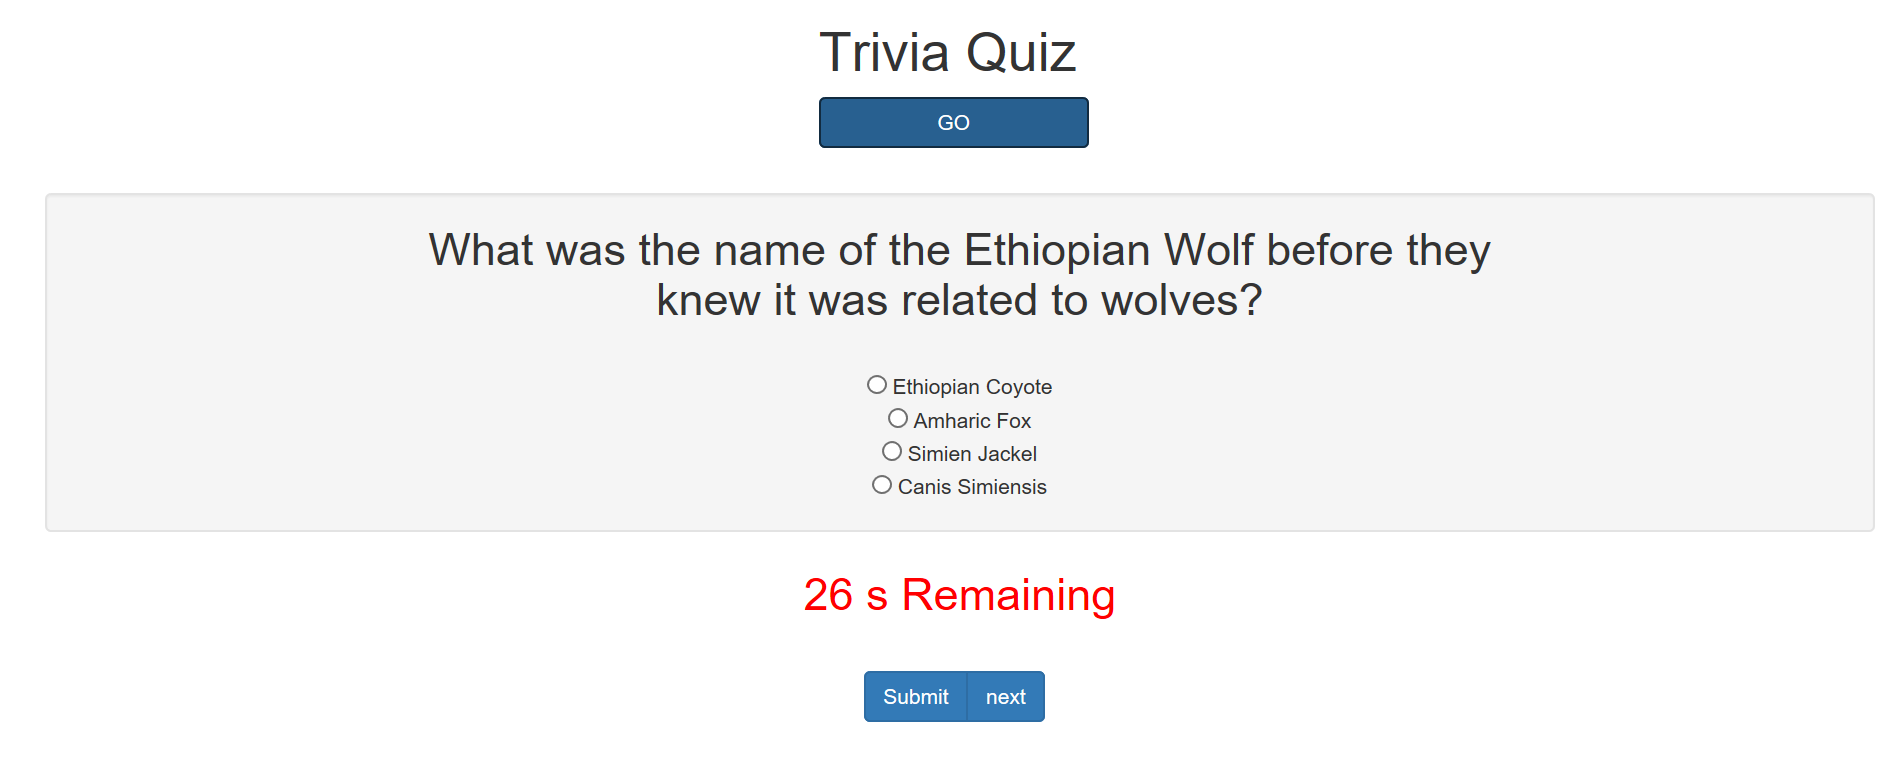 Trivia Quiz
GO
What was the name of the Ethiopian Wolf before they
knew it was related to wolves?
Ethiopian Coyote
Amharic Fox
Simien Jackel
Canis Simiensis
26 s Remaining
Submit next